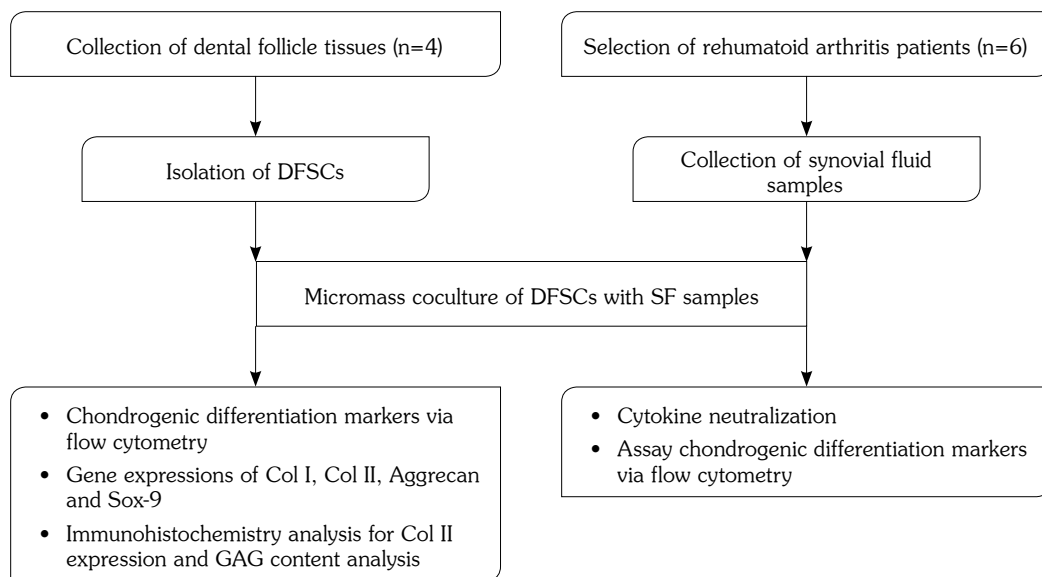 Collection of dental follicle tissues (n=4)
Selection of rehumatoid arthritis patients (n=6)
Isolation of DFSCs
Collection of synovial fluid
samples
Micromass coculture of DFSCs with SF samples
• Chondrogenic differentiation markers via
flow cytometry
• Gene expressions of Col I, Col II, Aggrecan
and Sox-9
• Immunohistochemistry analysis for Col II
expression and GAG content analysis
• Cytokine neutralization
• Assay chondrogenic differentiation markers
via flow cytometry